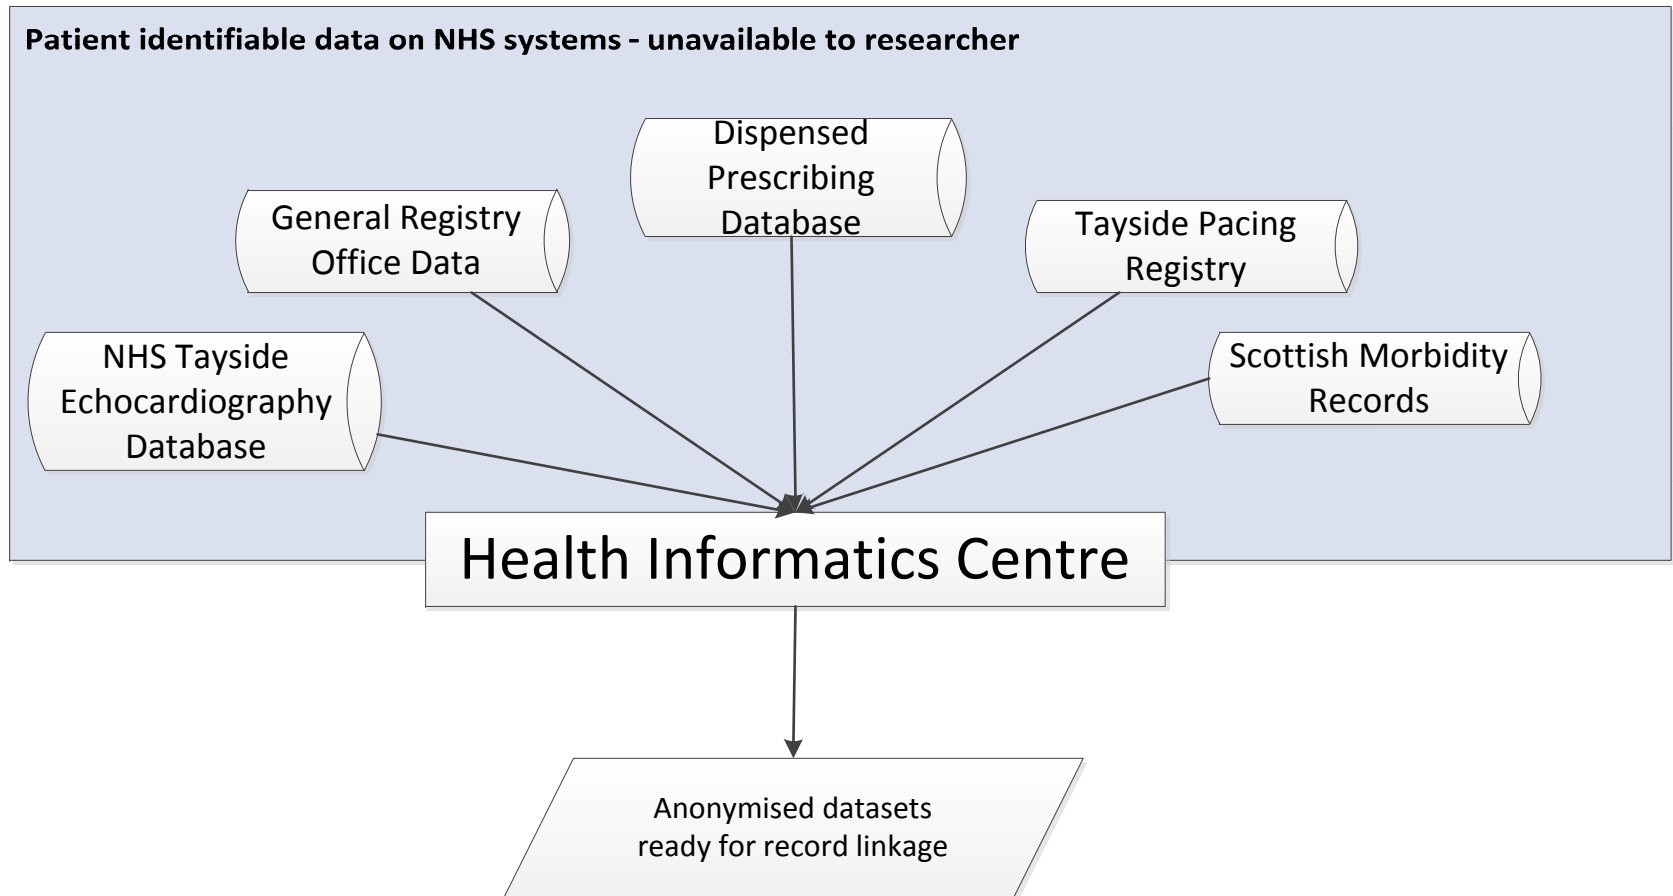 Patient identifiable data on NHS systems - unavailable to researcher
Dispensed
Prescribing
Database
General Registry
Office Data
Tayside Pacing
Registry
NHS Tayside
Echocardiography
Database
Scottish Morbidity
Records
Health Informatics Centre
Anonymised datasets
ready for record linkage